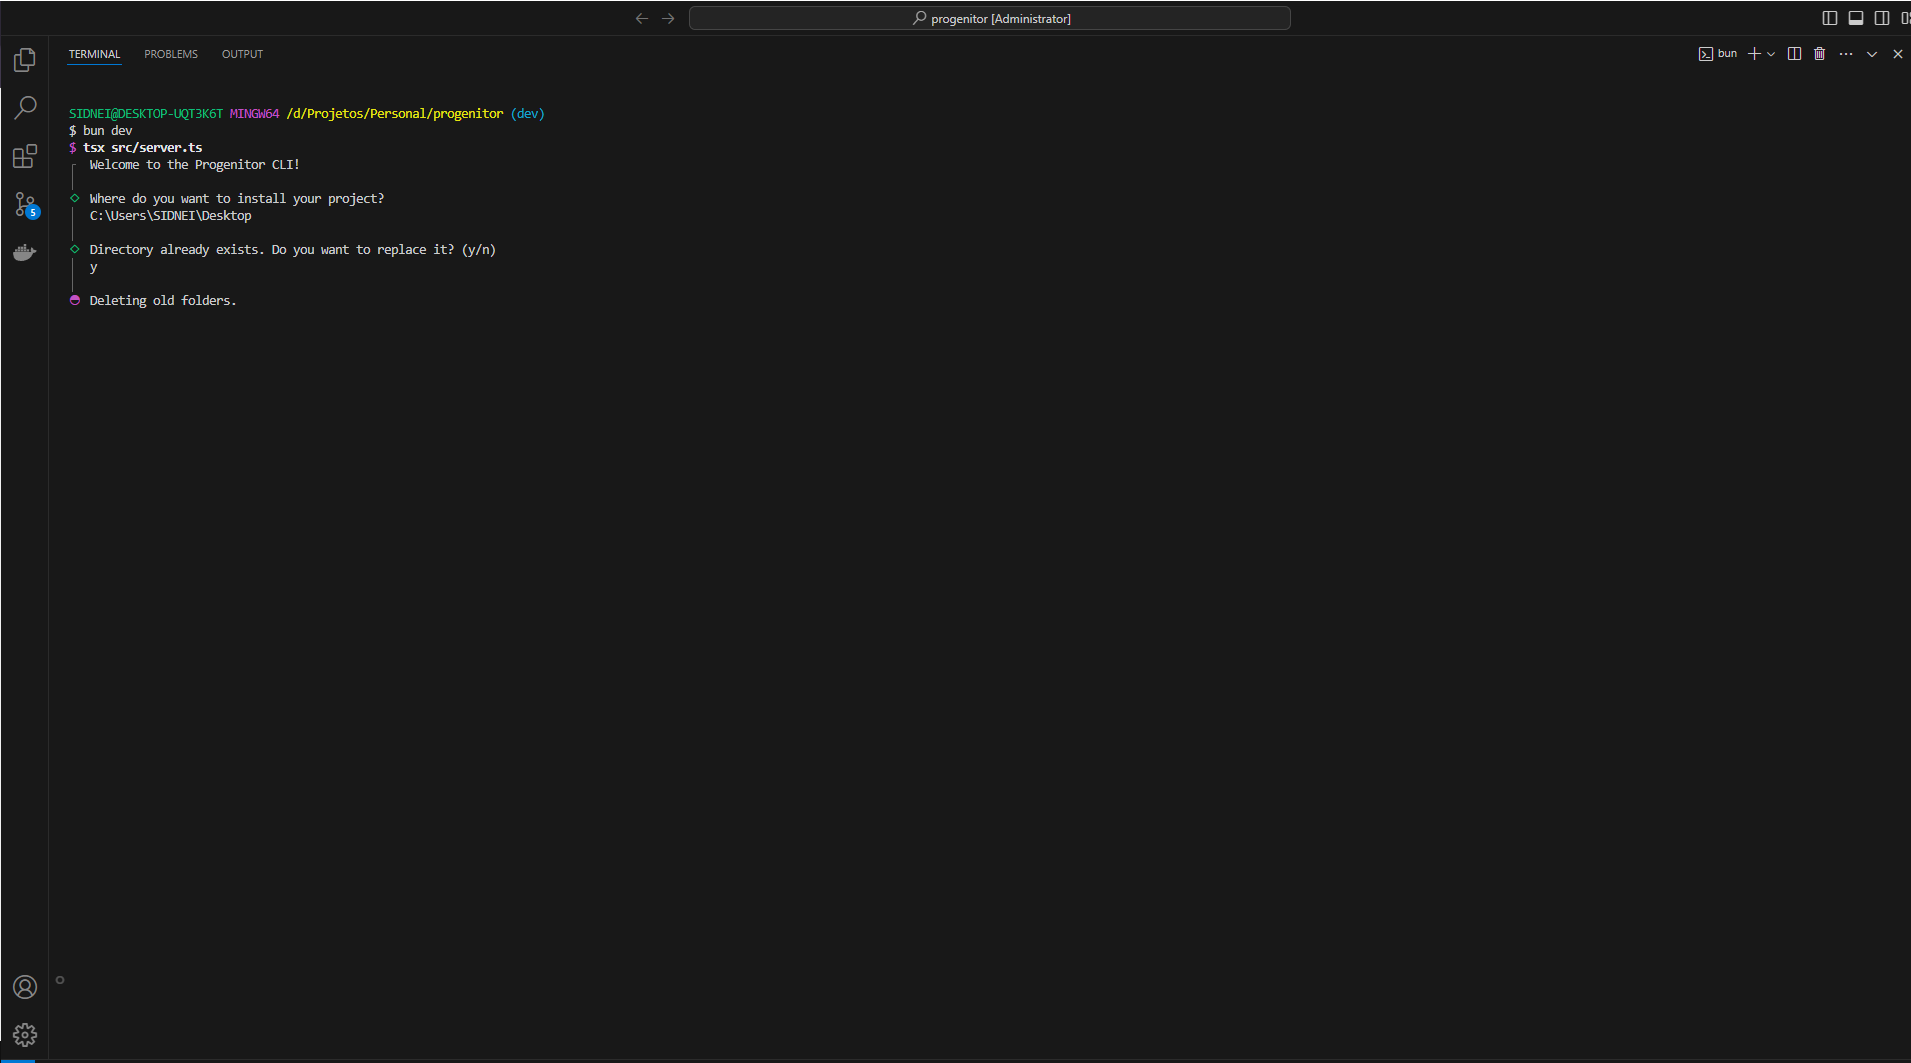 progenitor [Administrator]
TERMINAL PROBLEMS OUTPUT
bun
SIDNEI@DESKTOP-UQT3K6T MINGW64 /d/Projetos/Personal/progenitor (dev)
$ bun dev
$ tsx src/server.ts
Welcome to the Progenitor CLI!
Where do you want to install your project?
C:\Users\SIDNEI\Desktop
Directory already exists. Do you want to replace it? (y/n)
y
Deleting old folders.
5